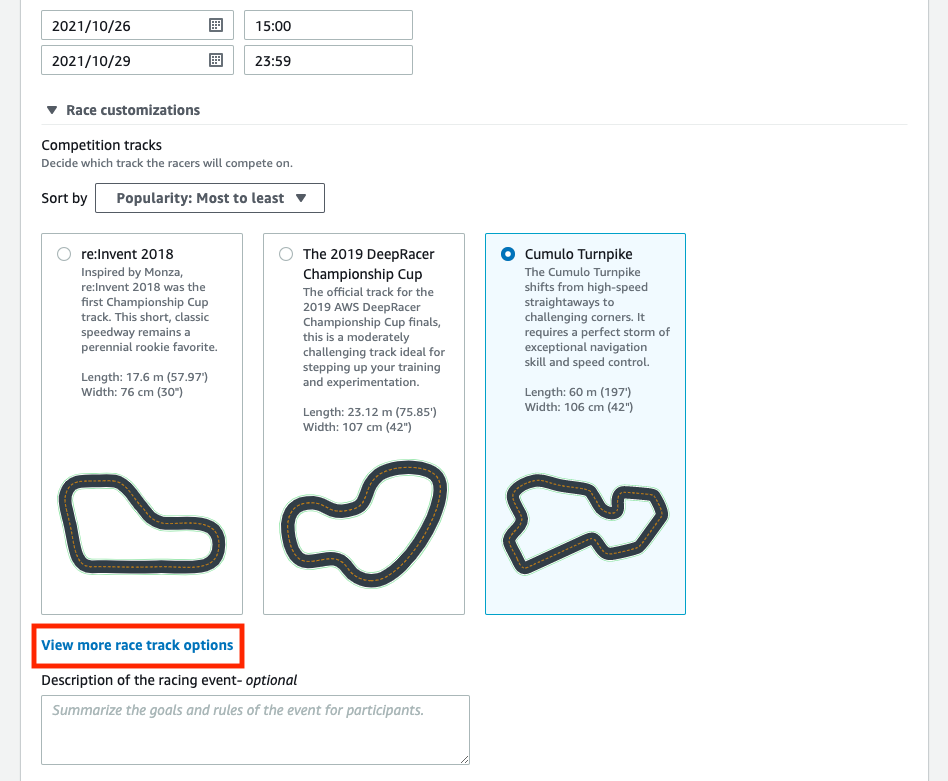 2021/10/26 15:00
2021/10/29 23:59
Race customizations
Competition tracks
Decide which track the racers will compete on.
Sort by Popularity: Most to least
re:Invent 2018
Inspired by Monza,
re:Invent 2018 was the
first Championship Cup
track. This short, classic
speedway remains a
perennial rookie favorite.
Length: 17.6 m (57.97')
Width: 76 cm (30")
The 2019 DeepRacer
Championship Cup
The official track for the
2019 AWS DeepRacer
Championship Cup finals,
this is a moderately
challenging track ideal for
stepping up your training
and experimentation.
Length: 23.12 m (75.85')
Width: 107 cm (42")
Cumulo Turnpike
The Cumulo Turnpike
shifts from high-speed
straightaways to
challenging corners. It
requires a perfect storm of
exceptional navigation
skill and speed control.
Length: 60 m (197')
Width: 106 cm (42")
View more race track options
Description of the racing event- optional
Summarize the goals and rules of the event for participants.